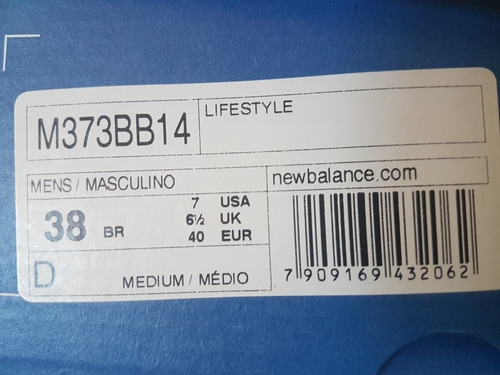 M373BB14
LIFESTYLE
MENS / MASCULINO
newbalance.com
38 BR
7 USA
6½ UK
40 EUR
D
MEDIUM / MÉDIO
7 909169 432062